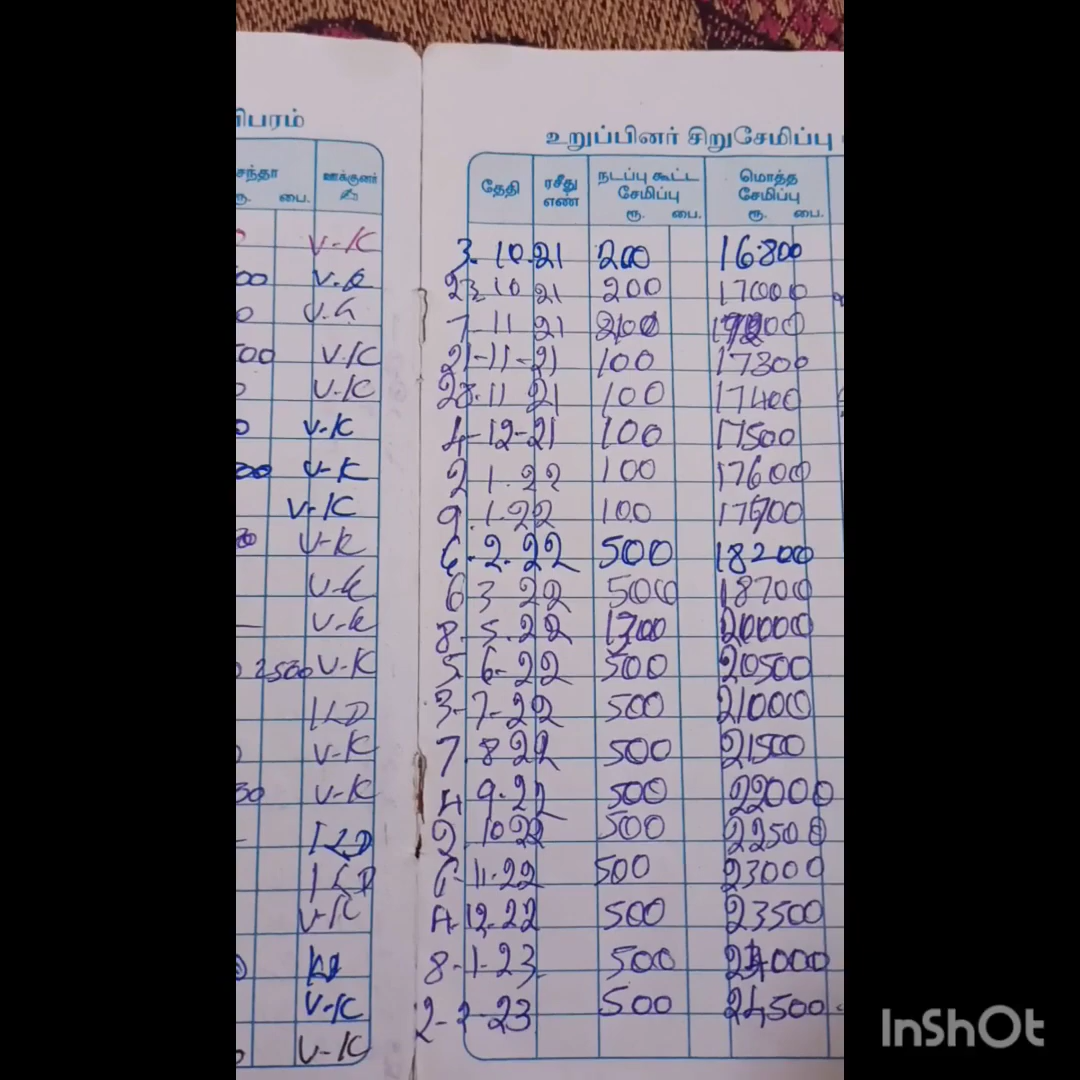 உறுப்பினர் சிறுசேமிப்பு
சந்தா ஊக்குனர்
ரூ. பை.
தேதி ரசீது எண் நடப்பு கூட்ட சேமிப்பு ரூ. பை. மொத்த சேமிப்பு ரூ. பை.
V-K
V-K
V-K
V-K
V-K
V-K
2500 V-K
V-K
V-K
V-K
V-K
V-K
3-10-21 200 16800
23 10 21 200 17000
7-11 21
21-11-21 100 17300
28-11 21 100 17400
4-12-21 100 17500
2 1-22 100 17600
9-1-22 100 17700
6-2-22 500 18200
6 3 22 500 18700
8-5-22 1300 20000
5 6-22 500 20500
3-7-22 500 21000
7 8 22 500 21500
4 9-22 500 22000
2 10 22 500 22500
6-11-22 500 23000
4-12-22 500 23500
8-1-23 500 24000
500 24500
InShOt